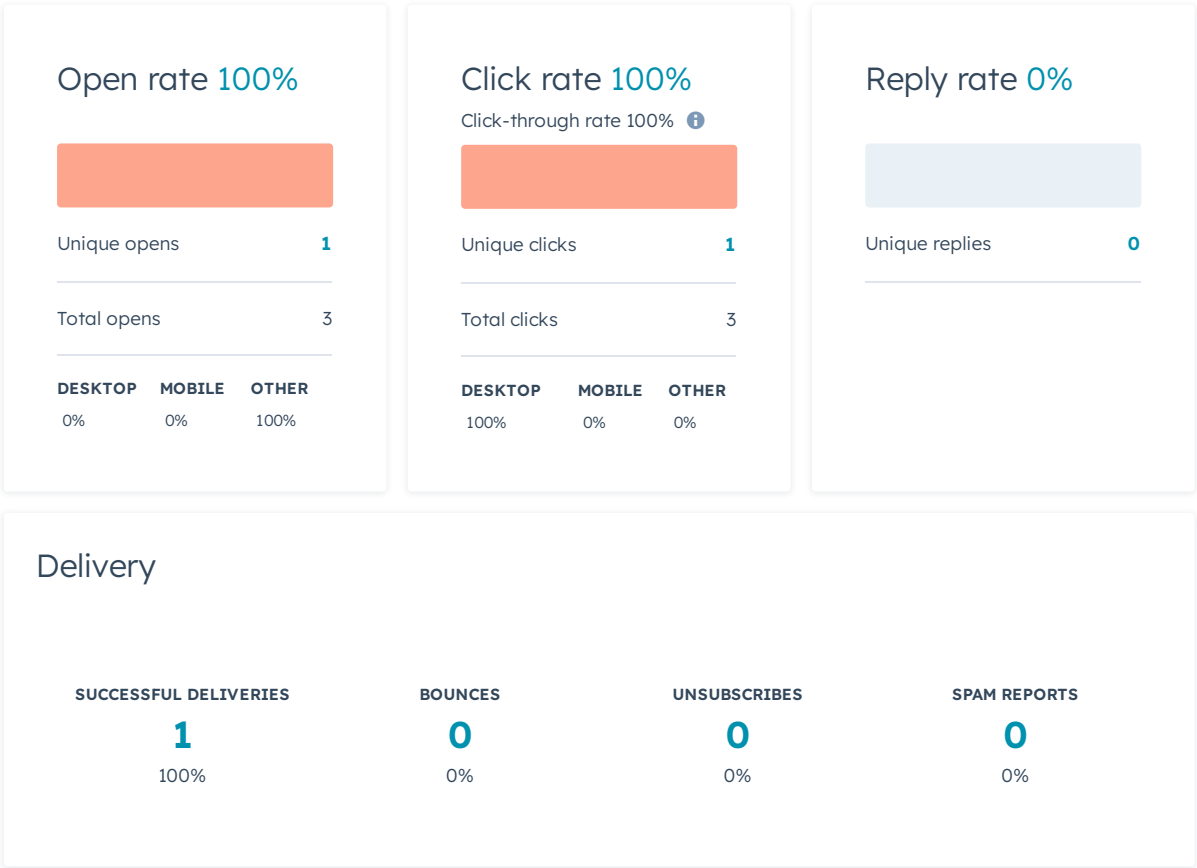 Open rate 100%
Unique opens 1
Total opens 3
DESKTOP MOBILE OTHER
0% 0% 100%
Click rate 100%
Click-through rate 100%
Unique clicks 1
Total clicks 3
DESKTOP MOBILE OTHER
100% 0% 0%
Reply rate 0%
Unique replies 0
Delivery
SUCCESSFUL DELIVERIES BOUNCES UNSUBSCRIBES SPAM REPORTS
1 0 0 0
100% 0% 0% 0%